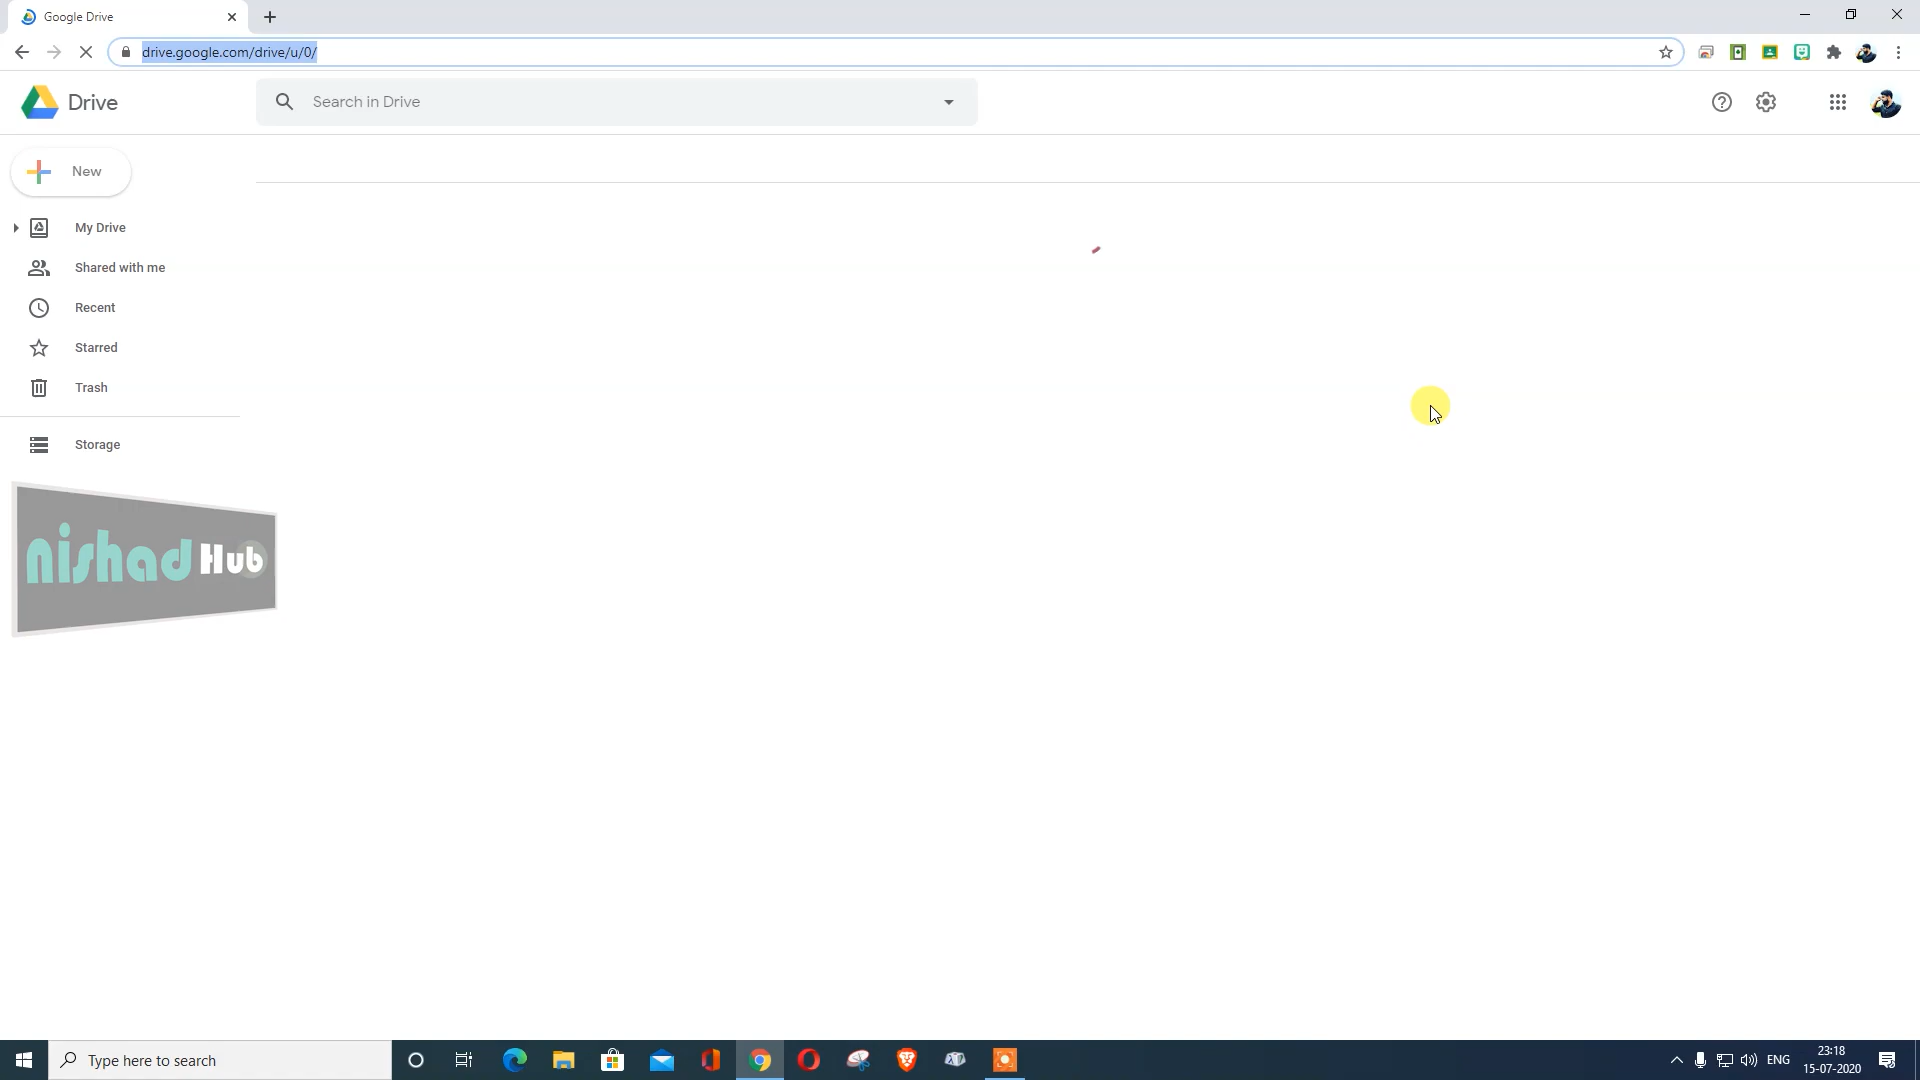 Google Drive
drive.google.com/drive/u/0/
Drive
Search in Drive
New
My Drive
Shared with me
Recent
Starred
Trash
Storage
Nishad Hub
Type here to search
ENG
23:18
15-07-2020